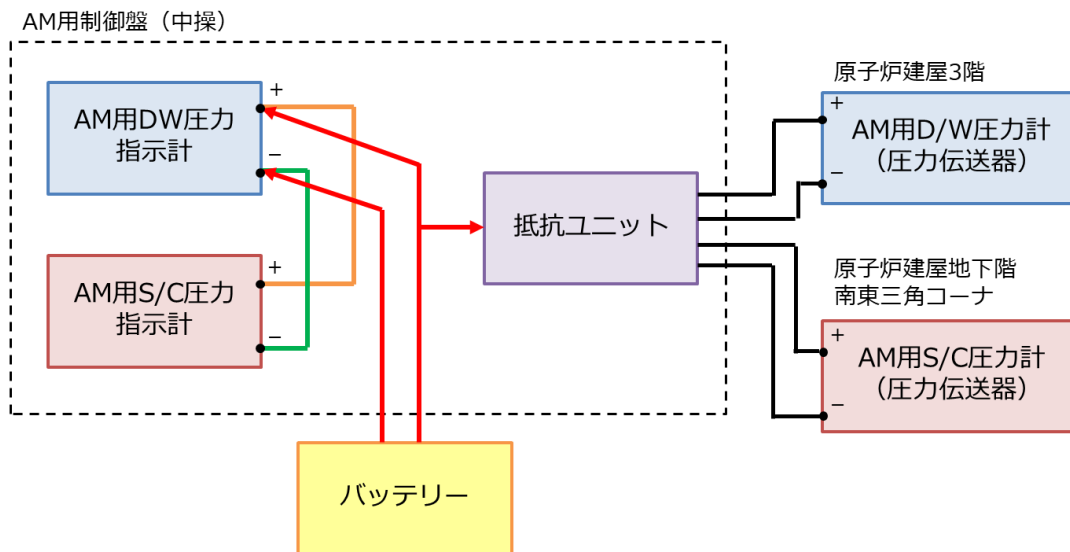 AM用制御盤（中操）
AM用DW圧力
指示計
+
−
AM用S/C圧力
指示計
+
−
抵抗ユニット
バッテリー
原子炉建屋3階
+
−
AM用D/W圧力計
（圧力伝送器）
原子炉建屋地下階
南東三角コーナ
+
−
AM用S/C圧力計
（圧力伝送器）